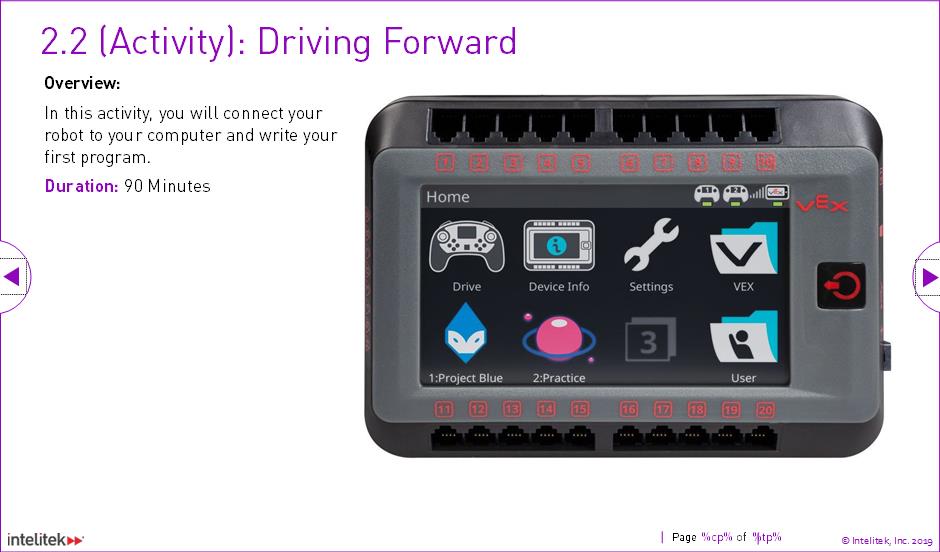 2.2 (Activity): Driving Forward
Overview:
In this activity, you will connect your
robot to your computer and write your
first program.
Duration: 90 Minutes
1 2 3 4 5 6 7 8 9 10
Home
1 2 VEX
VEX
Drive Device Info Settings VEX
3
1:Project Blue 2:Practice User
11 12 13 14 15 16 17 18 19 20
intelitek
| Page %cp% of %tp%
© Intelitek, Inc. 2019